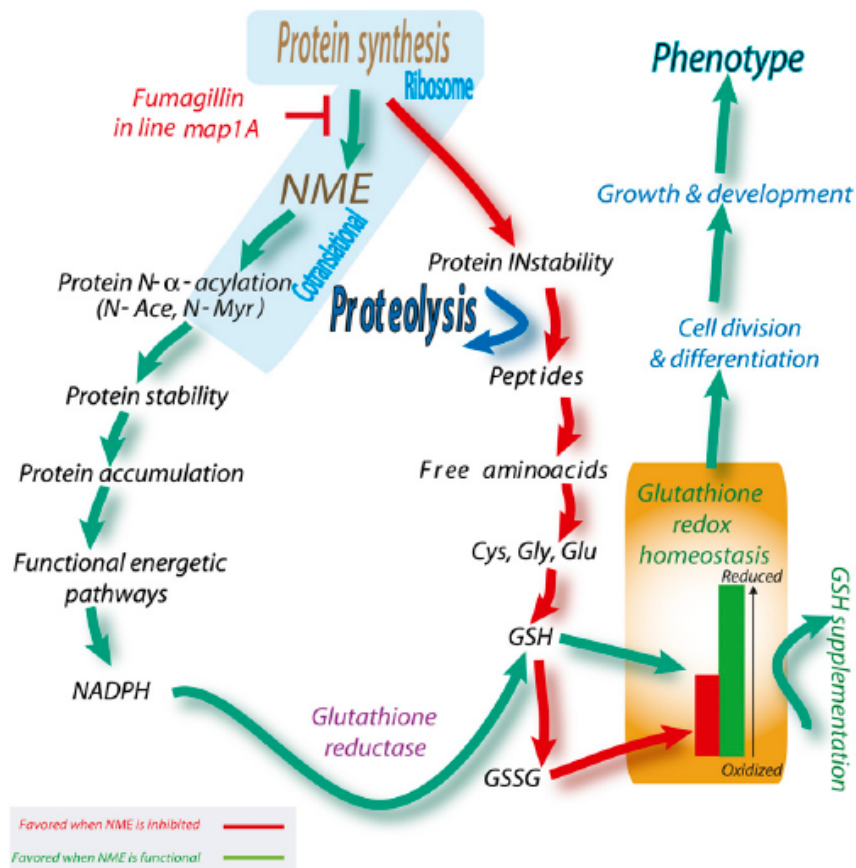 Protein synthesis
Ribosome
Fumagillin
in line map1A
NME
Cotranslational
Protein N-α-acylation
(N-Ace, N-Myr)
Protein stability
Protein accumulation
Functional energetic
pathways
NADPH
Glutathione
reductase
Protein INstability
Proteolysis
Peptides
Free aminoacids
Cys, Gly, Glu
GSH
GSSG
Phenotype
Growth & development
Cell division
& differentiation
Glutathione
redox
homeostasis
Reduced
Oxidized
GSH supplementation
Favored when NME is inhibited
Favored when NME is functional